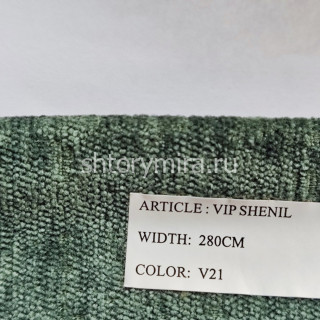 shtorymira.ru
ARTICLE : VIP SHENIL
WIDTH: 280CM
COLOR: V21